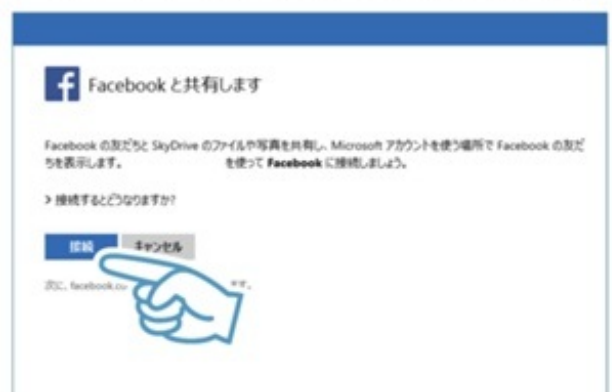 f
Facebook と共有します
Facebook の友だちと SkyDrive のファイルや写真を共有し、Microsoft アカウントを使う場所で Facebook の友だ
ちを表示します。 を使って Facebook に接続しましょう。
> 接続するとどうなりますか?
接続 キャンセル
次に、facebook.co ます。